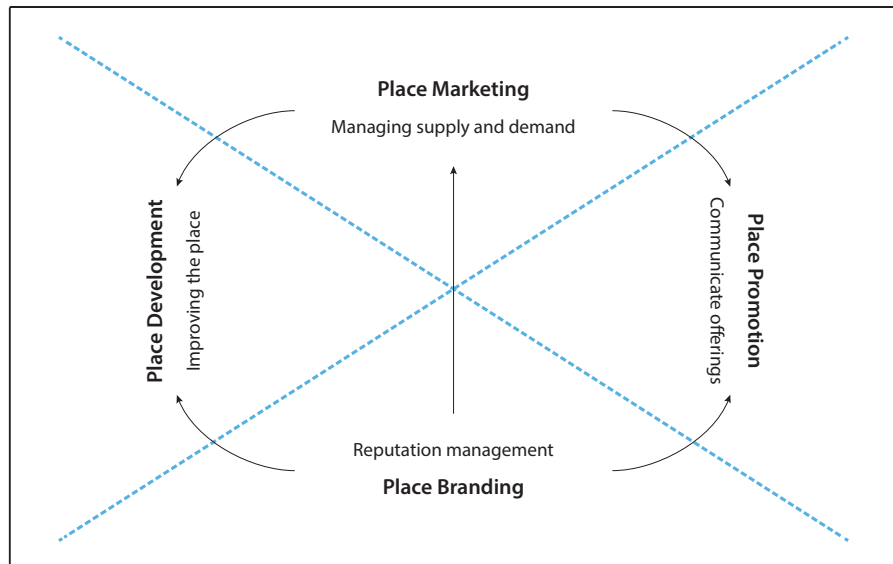 Place Marketing
Managing supply and demand
Place Development
Improving the place
Communicate offerings
Place Promotion
Reputation management
Place Branding